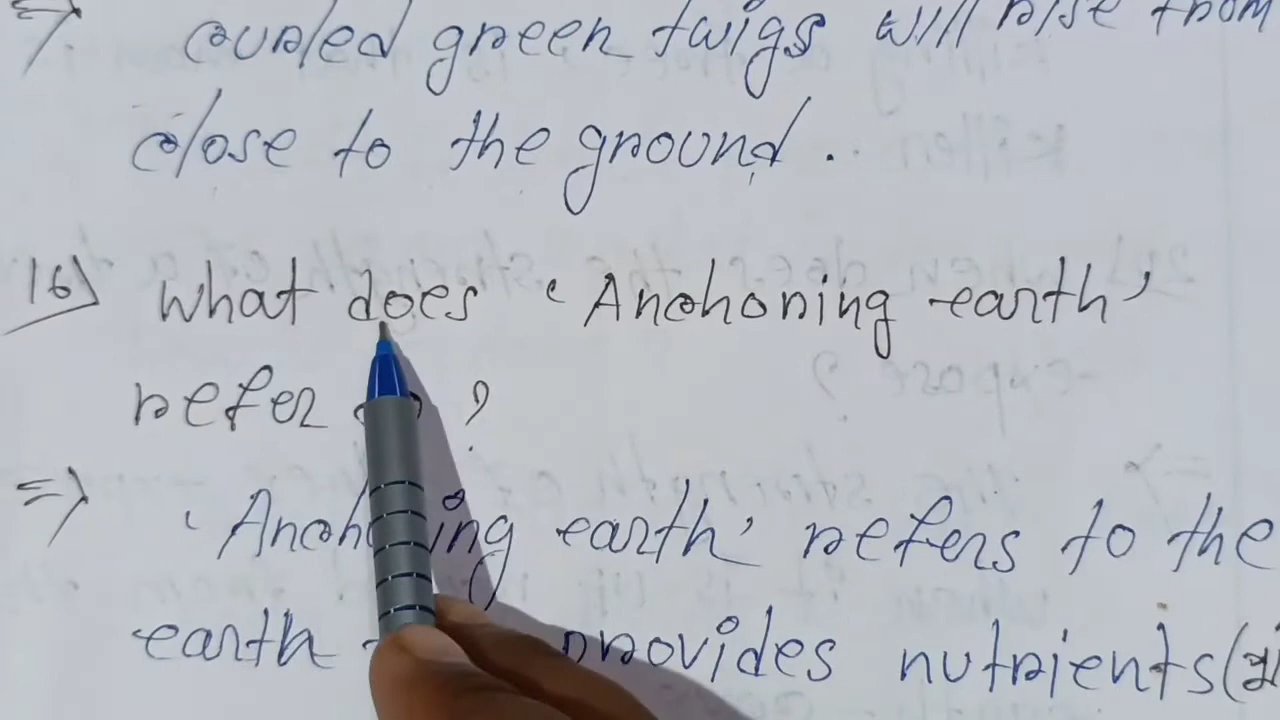 ⇒ curled green twigs will rise from
close to the ground.
16) What does 'Anchoring earth'
refer ?
⇒ 'Anchoring earth' refers to the
earth provides nutrients(